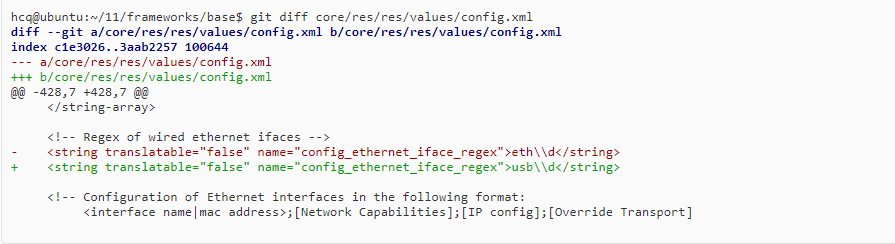 hcq@ubuntu:~/11/frameworks/base$ git diff core/res/res/values/config.xml
diff --git a/core/res/res/values/config.xml b/core/res/res/values/config.xml
index c1e3026..3aab2257 100644
--- a/core/res/res/values/config.xml
+++ b/core/res/res/values/config.xml
@@ -428,7 +428,7 @@
     </string-array>

     <!-- Regex of wired ethernet ifaces -->
-    <string translatable="false" name="config_ethernet_iface_regex">eth\\d</string>
+    <string translatable="false" name="config_ethernet_iface_regex">usb\\d</string>

     <!-- Configuration of Ethernet interfaces in the following format:
          <interface name|mac address>;[Network Capabilities];[IP config];[Override Transport]